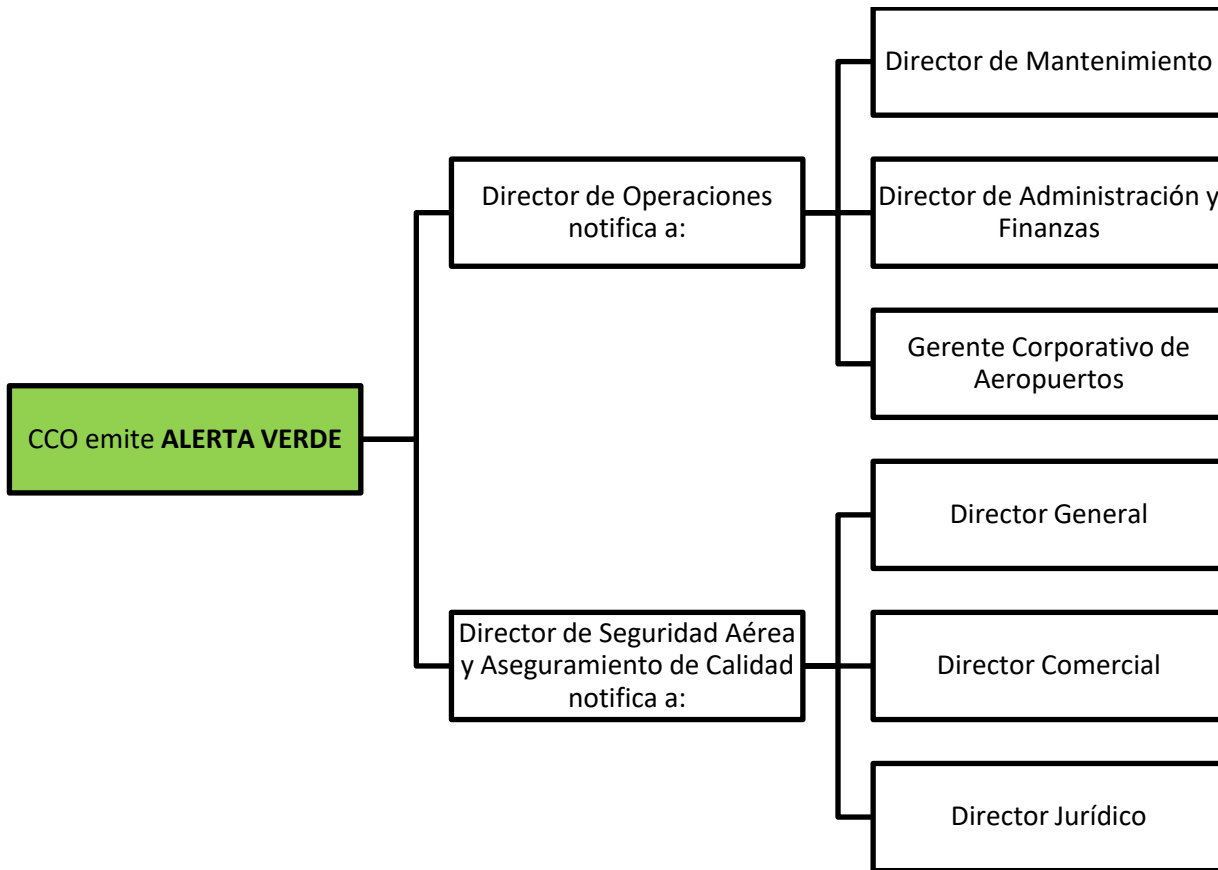 CCO emite ALERTA VERDE
Director de Operaciones
notifica a:
Director de Mantenimiento
Director de Administración y
Finanzas
Gerente Corporativo de
Aeropuertos
Director de Seguridad Aérea
y Aseguramiento de Calidad
notifica a:
Director General
Director Comercial
Director Jurídico